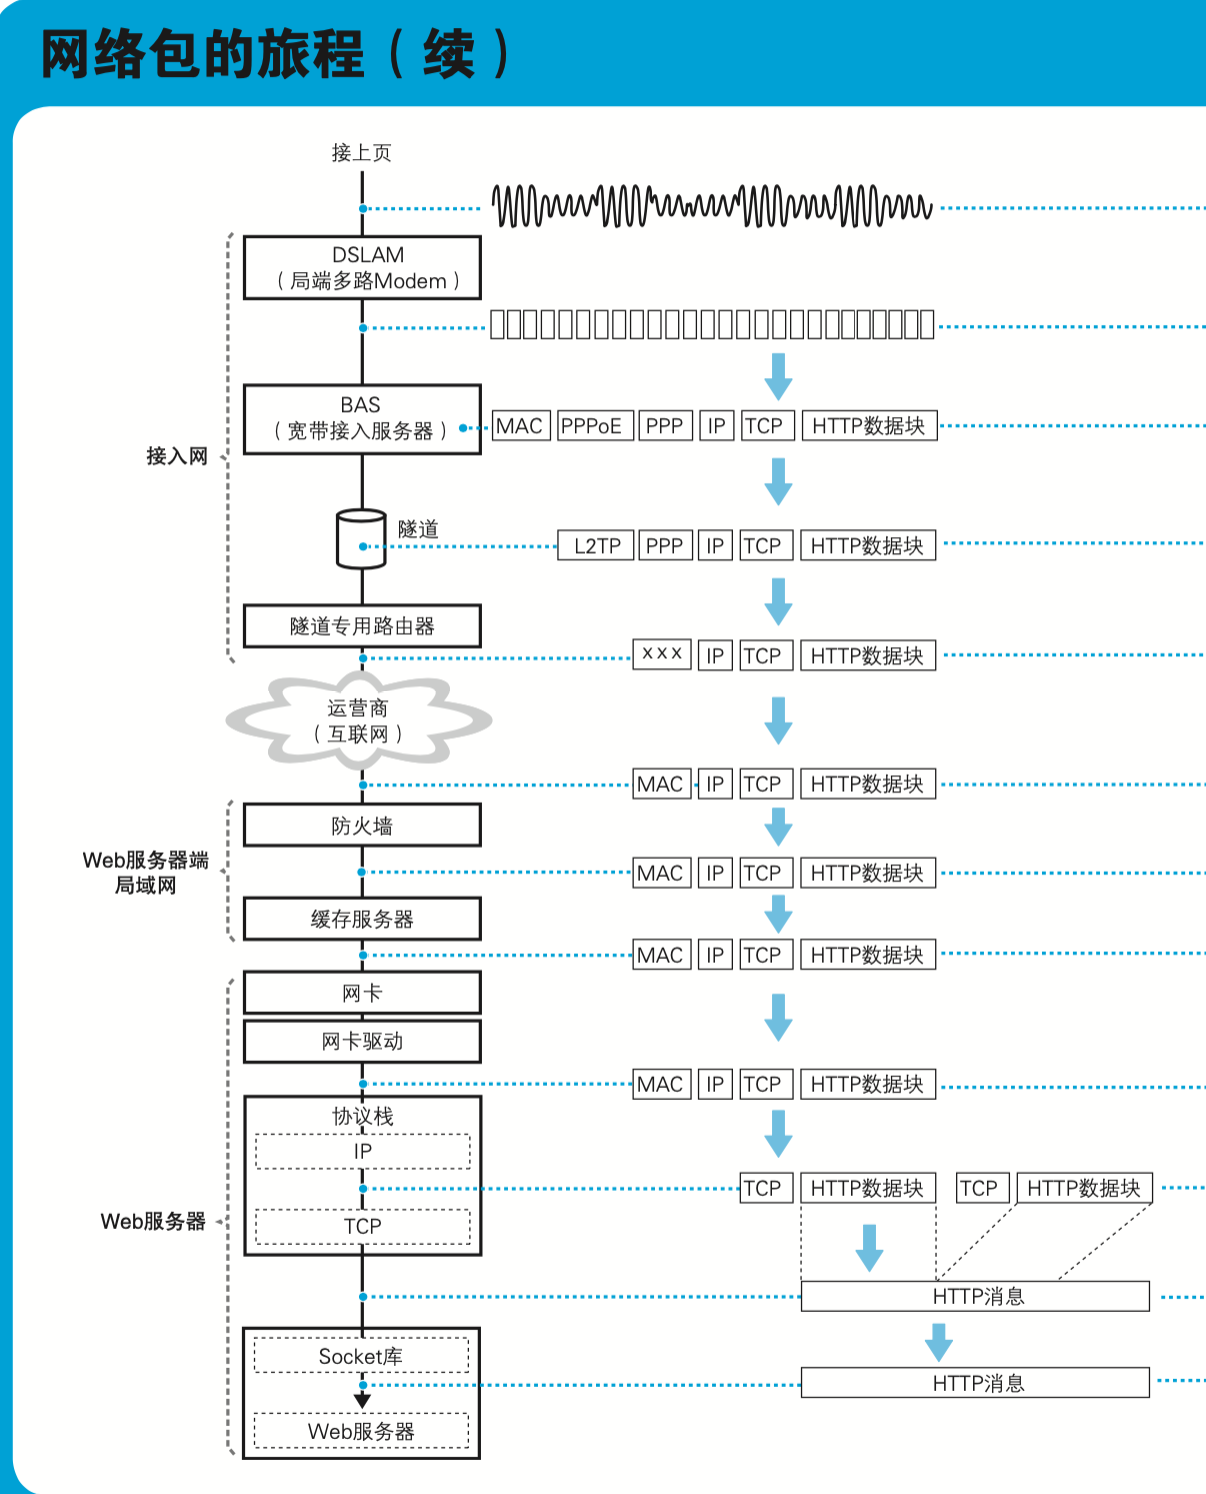 网络包的旅程（续）
接上页
DSLAM
（局端多路Modem）
BAS
（宽带接入服务器）
MAC PPPoE PPP IP TCP HTTP数据块
接入网
隧道
L2TP PPP IP TCP HTTP数据块
隧道专用路由器
××× IP TCP HTTP数据块
运营商
（互联网）
MAC IP TCP HTTP数据块
防火墙
Web服务器端
局域网
MAC IP TCP HTTP数据块
缓存服务器
MAC IP TCP HTTP数据块
网卡
网卡驱动
MAC IP TCP HTTP数据块
协议栈
IP
TCP HTTP数据块 TCP HTTP数据块
Web服务器
TCP
HTTP消息
Socket库
HTTP消息
Web服务器